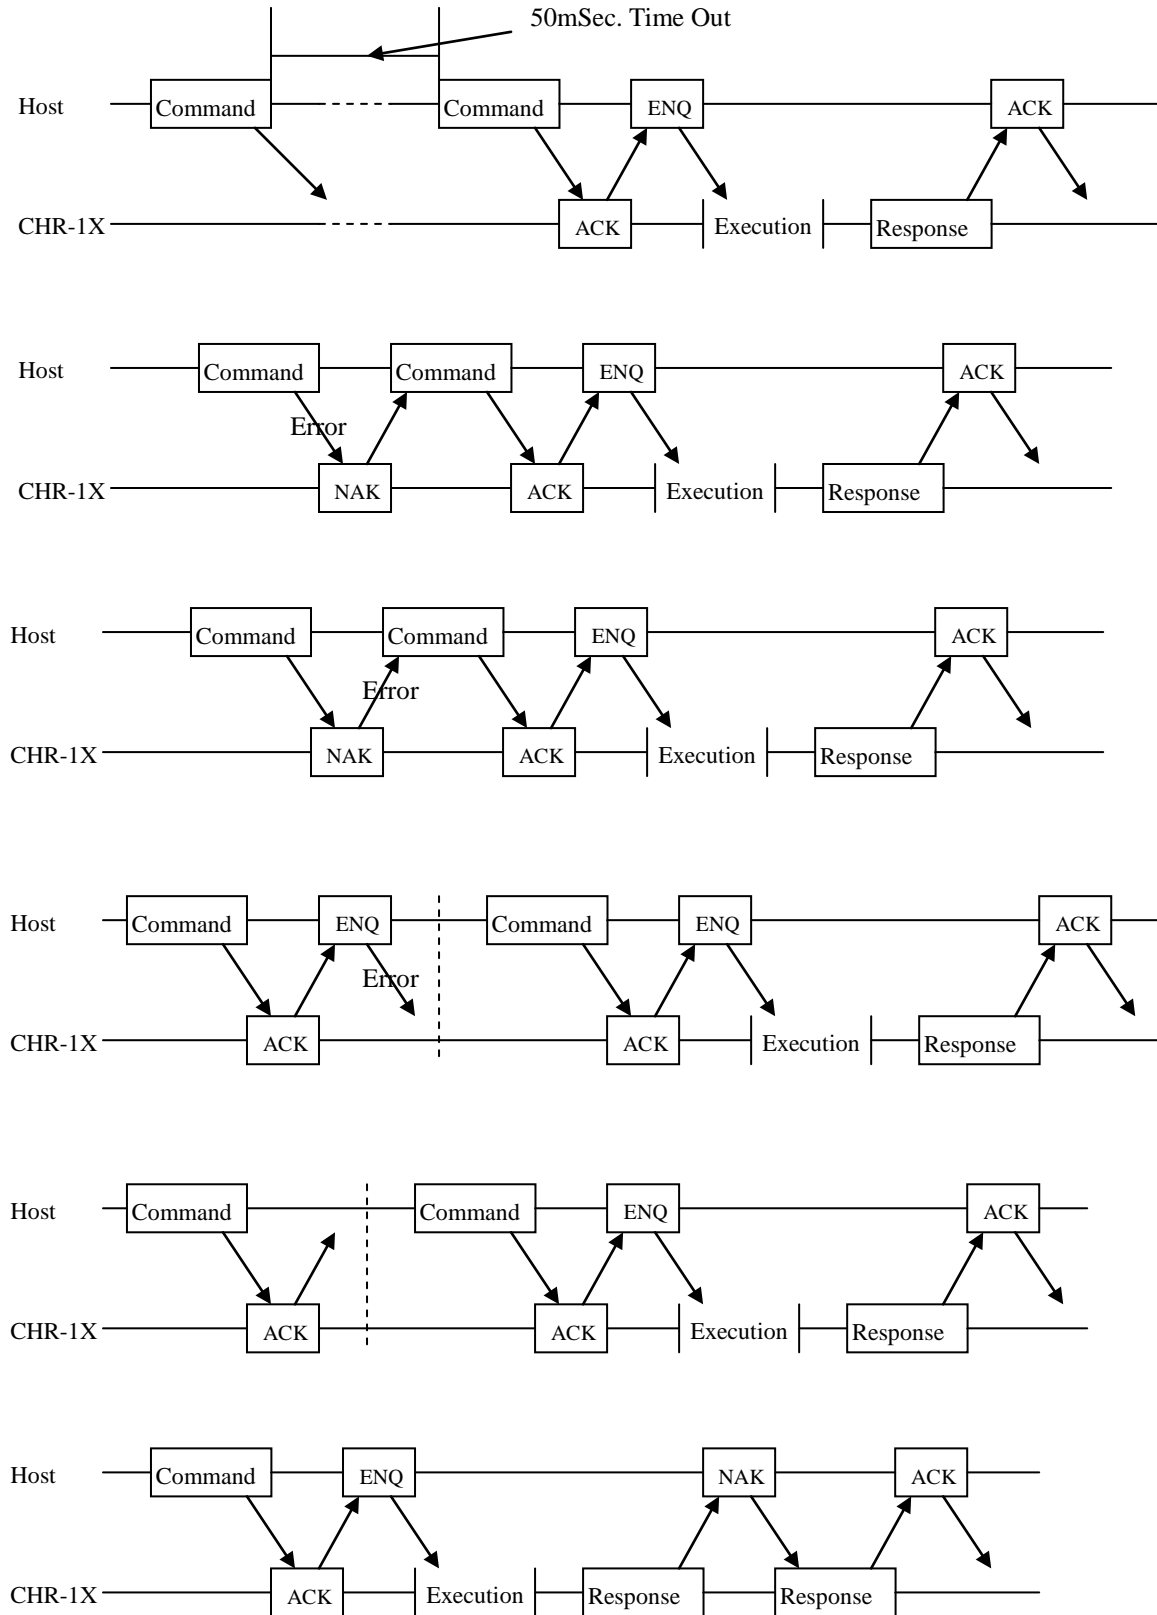 50mSec. Time Out
Host Command Command ENQ ACK
CHR-1X ACK Execution Response
Host Command Command ENQ ACK
Error
CHR-1X NAK ACK Execution Response
Host Command Command ENQ ACK
Error
CHR-1X NAK ACK Execution Response
Host Command ENQ Command ENQ ACK
Error
CHR-1X ACK ACK Execution Response
Host Command Command ENQ ACK
CHR-1X ACK ACK Execution Response
Host Command ENQ NAK ACK
CHR-1X ACK Execution Response Response